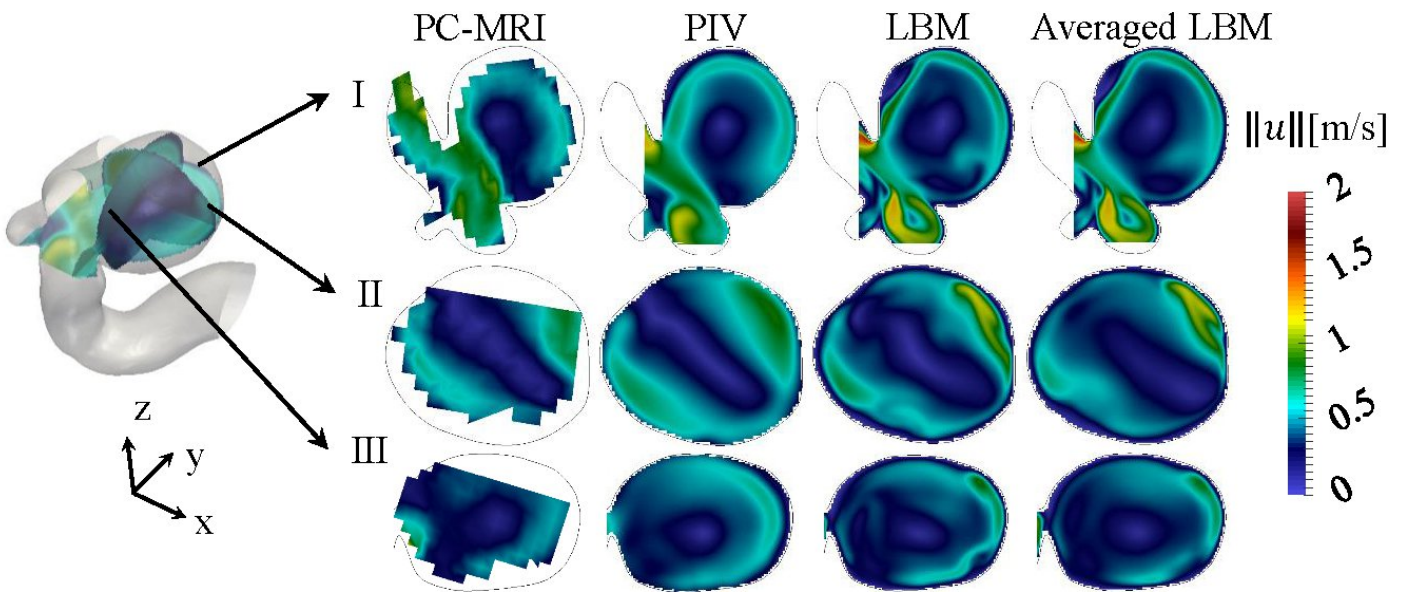 PC-MRI PIV LBM Averaged LBM
I
‖u‖[m/s]
2
1.5
1
0.5
0
II
III
z
y
x